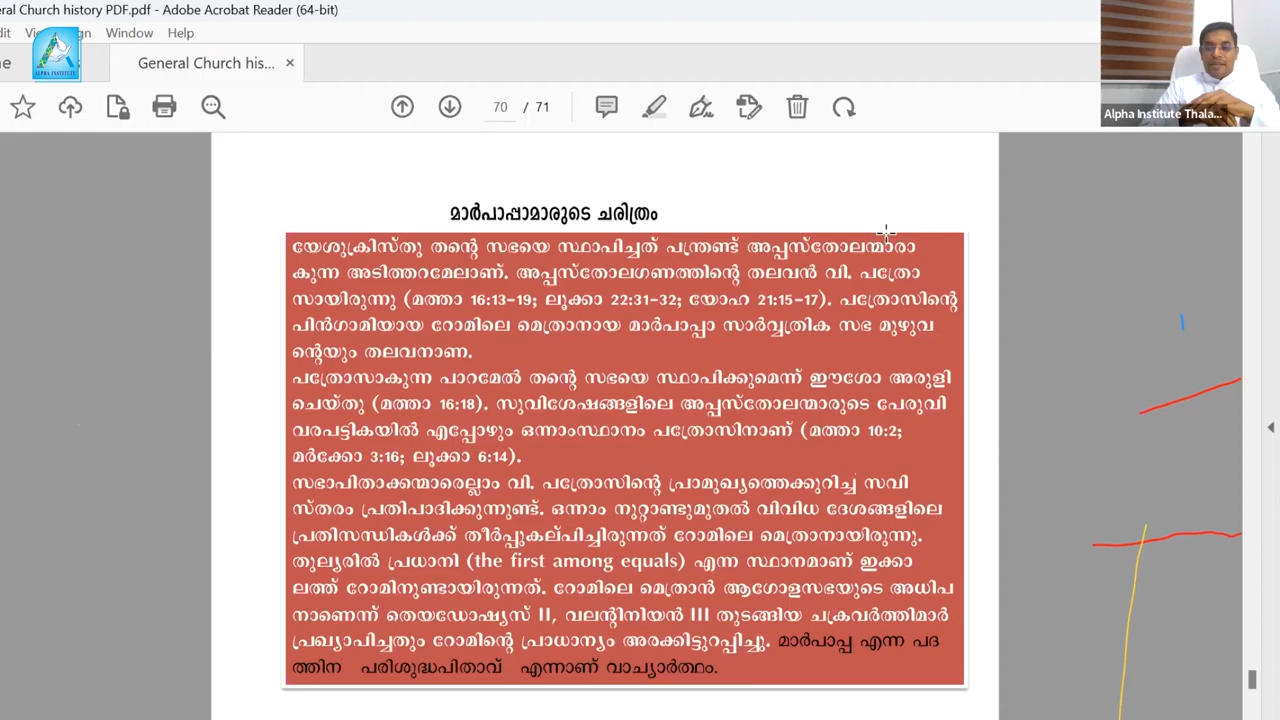 eral Church history PDF.pdf - Adobe Acrobat Reader (64-bit)
Window Help
ALPHA INSTITUTE
General Church his... ×
70 / 71
Alpha Institute Thala...
മാർപാപ്പാമാരുടെ ചരിത്രം
യേശുക്രിസ്തു തന്റെ സഭയെ സ്ഥാപിച്ചത് പന്ത്രണ്ട് അപ്പസ്തോലന്മാരാ
കുന്ന അടിത്തറമേലാണ്. അപ്പസ്തോലഗണത്തിന്റെ തലവൻ വി. പത്രോ
സായിരുന്നു (മത്താ 16:13-19; ലൂക്കാ 22:31-32; യോഹ 21:15-17). പത്രോസിന്റെ
പിൻഗാമിയായ റോമിലെ മെത്രാനായ മാർപാപ്പാ സാർവ്വത്രിക സഭ മുഴുവ
ന്റെയും തലവനാണ.
പത്രോസാകുന്ന പാറമേൽ തന്റെ സഭയെ സ്ഥാപിക്കുമെന്ന് ഈശോ അരുളി
ചെയ്തു (മത്താ 16:18). സുവിശേഷങ്ങളിലെ അപ്പസ്തോലന്മാരുടെ പേരുവി
വരപട്ടികയിൽ എപ്പോഴും ഒന്നാംസ്ഥാനം പത്രോസിനാണ് (മത്താ 10:2;
മർക്കോ 3:16; ലൂക്കാ 6:14).
സഭാപിതാക്കന്മാരെല്ലാം വി. പത്രോസിന്റെ പ്രാമുഖ്യത്തെക്കുറിച്ച് സവി
സ്തരം പ്രതിപാദിക്കുന്നുണ്ട്. ഒന്നാം നൂറ്റാണ്ടുമുതൽ വിവിധ ദേശങ്ങളിലെ
പ്രതിസന്ധികൾക്ക് തീർപ്പുകല്പിച്ചിരുന്നത് റോമിലെ മെത്രാനായിരുന്നു.
തുല്യരിൽ പ്രധാനി (the first among equals) എന്ന സ്ഥാനമാണ് ഇക്കാ
ലത്ത് റോമിനുണ്ടായിരുന്നത്. റോമിലെ മെത്രാൻ ആഗോളസഭയുടെ അധിപ
നാണെന്ന് തെയഡോഷ്യസ് II, വലന്റിനിയൻ III തുടങ്ങിയ ചക്രവർത്തിമാർ
പ്രഖ്യാപിച്ചതും റോമിന്റെ പ്രാധാന്യം അരക്കിട്ടുറപ്പിച്ചു. മാർപാപ്പ എന്ന പദ
ത്തിന പരിശുദ്ധപിതാവ് എന്നാണ് വാച്യാർത്ഥം.